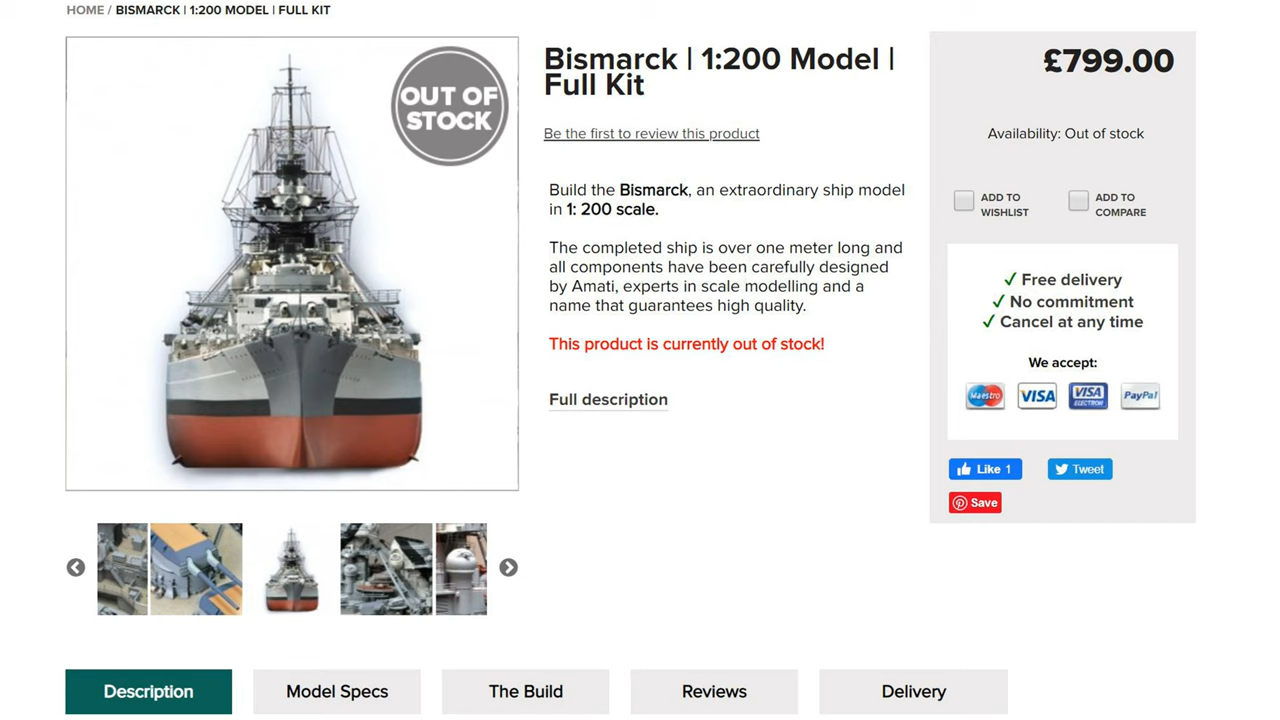 HOME / BISMARCK | 1:200 MODEL | FULL KIT
OUT OF
STOCK
Bismarck | 1:200 Model |
Full Kit
Be the first to review this product
Build the Bismarck, an extraordinary ship model
in 1: 200 scale.
The completed ship is over one meter long and
all components have been carefully designed
by Amati, experts in scale modelling and a
name that guarantees high quality.
This product is currently out of stock!
Full description
£799.00
Availability: Out of stock
ADD TO
WISHLIST
ADD TO
COMPARE
✓ Free delivery
✓ No commitment
✓ Cancel at any time
We accept:
Maestro VISA VISA ELECTRON PayPal
Like 1 Tweet
Save
Description Model Specs The Build Reviews Delivery